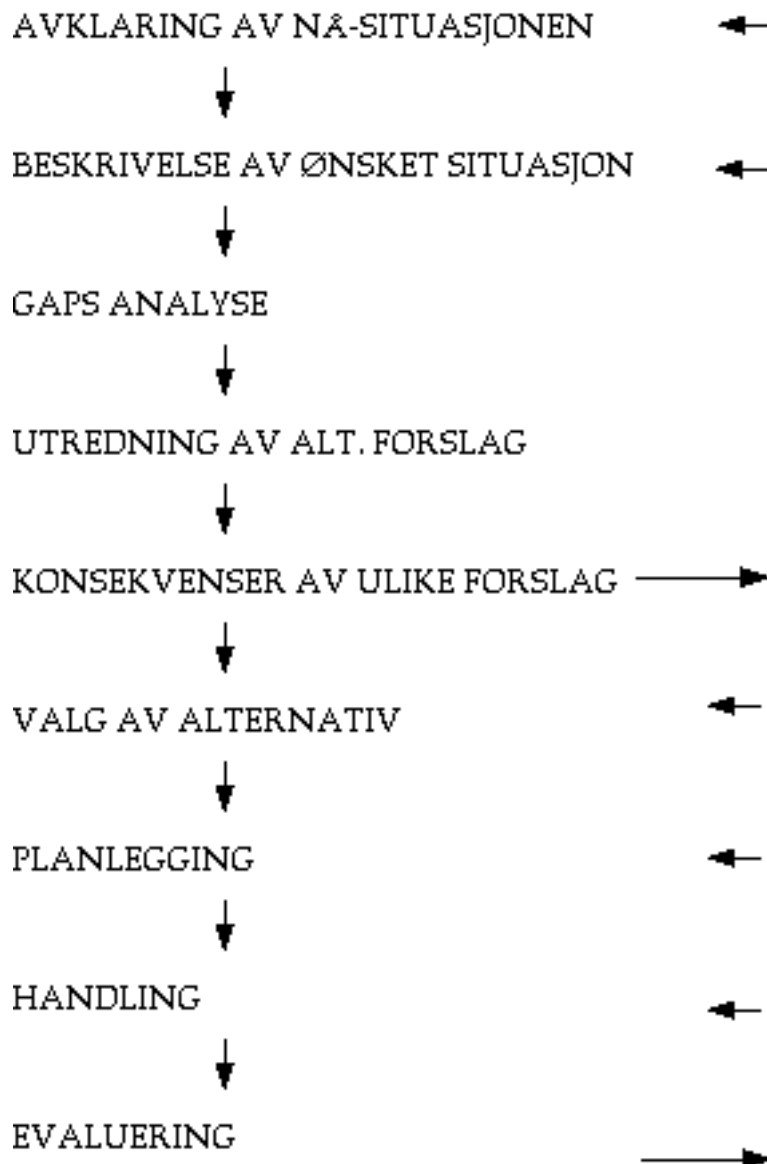 AVKLARING AV NÅ-SITUASJONEN
BESKRIVELSE AV ØNSKET SITUASJON
GAPS ANALYSE
UTREDNING AV ALT. FORSLAG
KONSEKVENSER AV ULIKE FORSLAG
VALG AV ALTERNATIV
PLANLEGGING
HANDLING
EVALUERING